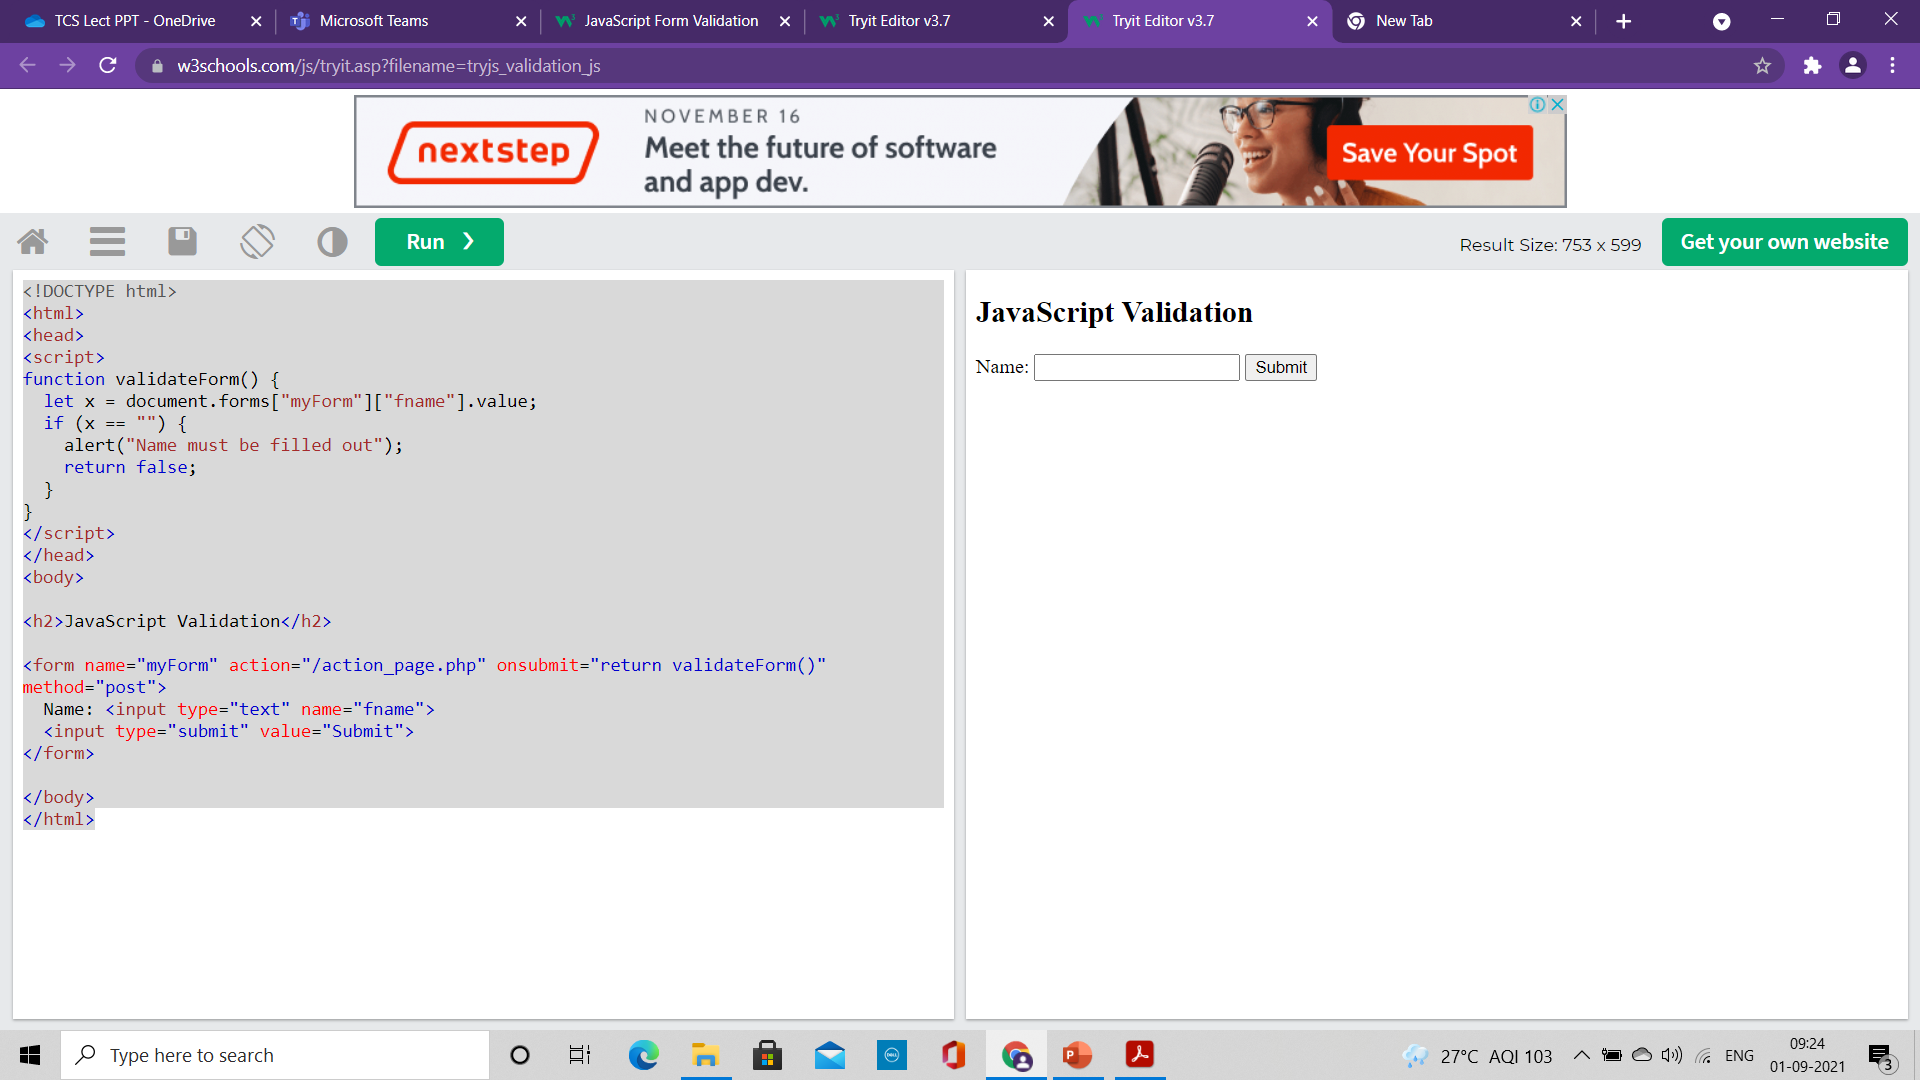 TCS Lect PPT - OneDrive
Microsoft Teams
JavaScript Form Validation
Tryit Editor v3.7
Tryit Editor v3.7
New Tab
w3schools.com/js/tryit.asp?filename=tryjs_validation_js
nextstep
NOVEMBER 16
Meet the future of software
and app dev.
Save Your Spot
Run ❯
Result Size: 753 x 599
Get your own website
<!DOCTYPE html>
<html>
<head>
<script>
function validateForm() {
  let x = document.forms["myForm"]["fname"].value;
  if (x == "") {
    alert("Name must be filled out");
    return false;
  }
}
</script>
</head>
<body>

<h2>JavaScript Validation</h2>

<form name="myForm" action="/action_page.php" onsubmit="return validateForm()"
method="post">
  Name: <input type="text" name="fname">
  <input type="submit" value="Submit">
</form>

</body>
</html>
JavaScript Validation
Name:
Submit
Type here to search
DELL
P
27°C AQI 103
ENG
09:24
01-09-2021
3